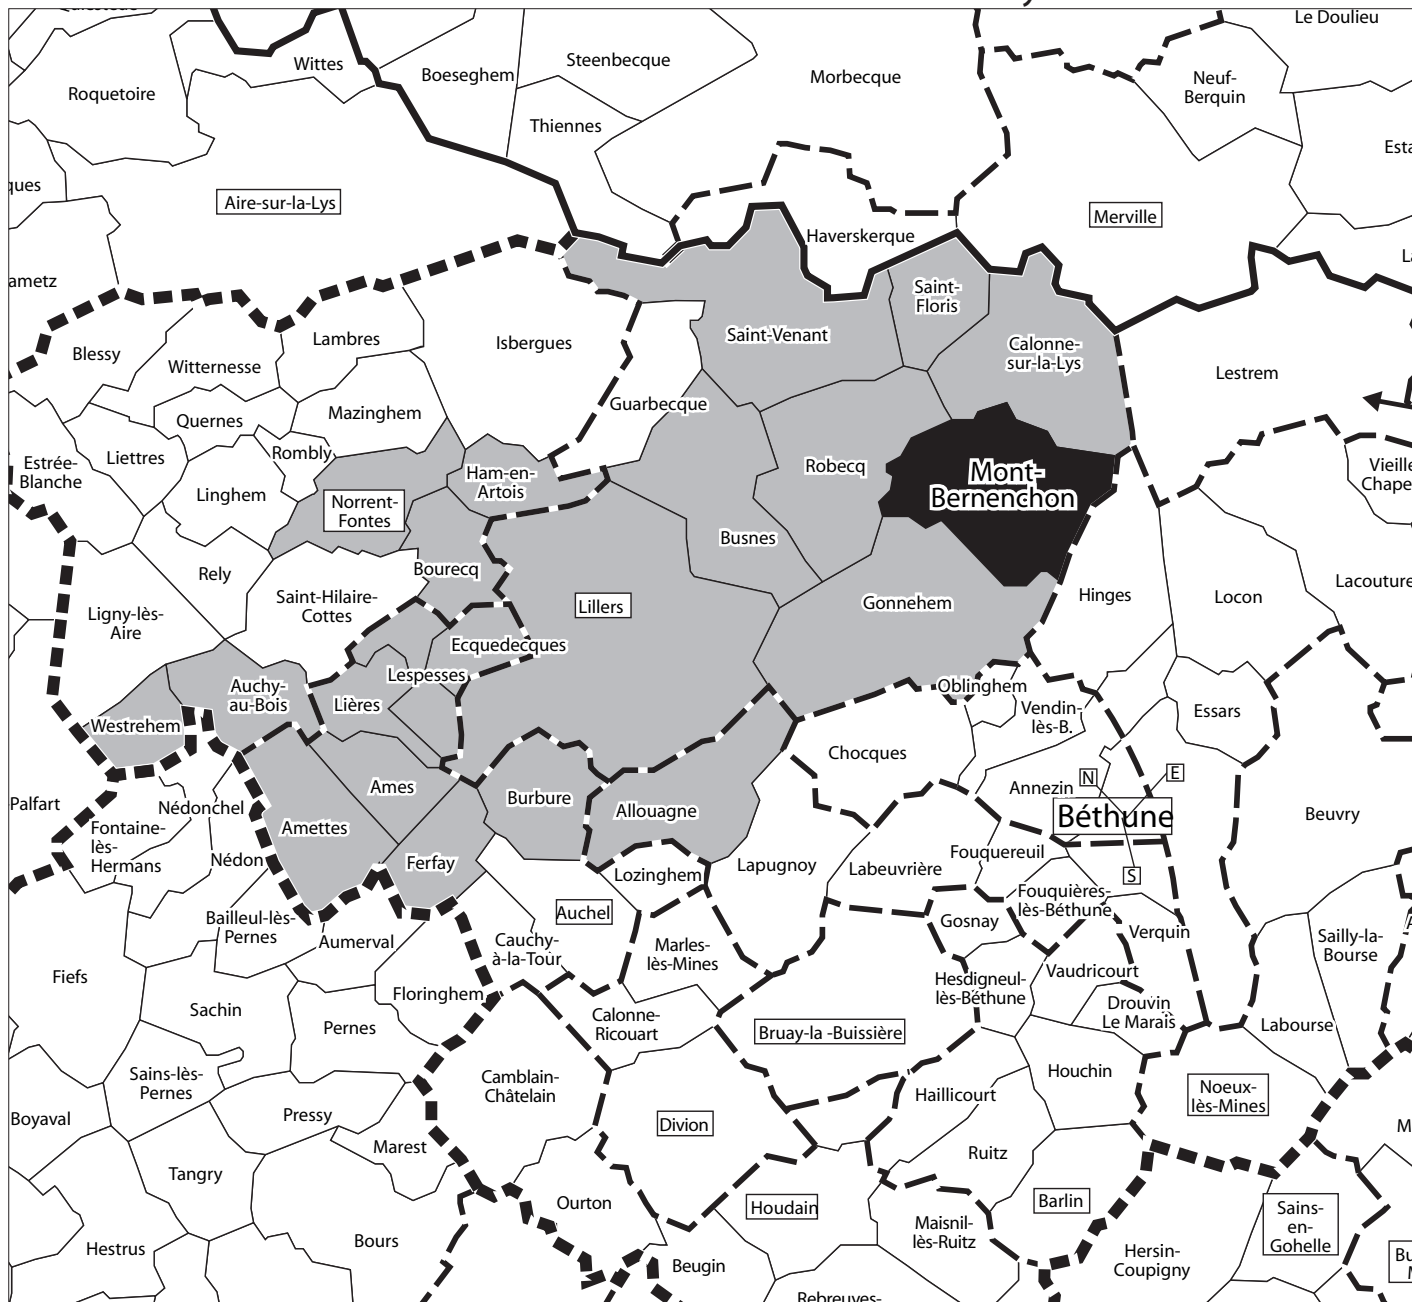 Le Doulieu
Wittes
Boeseghem
Steenbecque
Morbecque
Neuf-
Berquin
Roquetoire
Thiennes
ques
Aire-sur-la-Lys
Merville
Haverskerque
ametz
Saint-
Floris
Saint-Venant
Calonne-
sur-la-Lys
Blessy
Lambres
Isbergues
Witternesse
Lestrem
Guarbecque
Quernes
Mazinghem
Rombly
Liettres
Estrée-
Blanche
Linghem
Ham-en-
Artois
Norrent-
Fontes
Robecq
Mont-
Bernenchon
Vieille
Chape
Busnes
Bourecq
Rely
Saint-Hilaire-
Cottes
Lillers
Gonnehem
Hinges
Locon
Lacouture
Ligny-lès-
Aire
Ecquedecques
Lespesses
Auchy-
au-Bois
Lières
Westrehem
Oblinghem
Vendin-
lès-B.
Essars
Chocques
N
E
Annezin
Béthune
Ames
Burbure
Allouagne
Beuvry
Palfart
Nédonchel
Fontaine-
lès-
Hermans
Amettes
Nédon
Ferfay
Lozinghem
Lapugnoy
Labeuvrière
Fouquereuil
S
Fouquières-
lès-Béthune
Auchel
Gosnay
Verquin
Bailleul-lès-
Pernes
Aumerval
Cauchy-
à-la-Tour
Marles-
lès-Mines
Sailly-la-
Bourse
Fiefs
Hesdigneul-
lès-Béthune
Vaudricourt
Floringhem
Drouvin
Le Marais
Sachin
Pernes
Calonne-
Ricouart
Bruay-la -Buissière
Labourse
Sains-lès-
Pernes
Camblain-
Châtelain
Houchin
Noeux-
lès-Mines
Haillicourt
Boyaval
Pressy
Divion
Marest
Ruitz
Tangry
Ourton
Houdain
Barlin
Sains-
en-
Gohelle
Maisnil-
lès-Ruitz
Hestrus
Bours
Hersin-
Coupigny
Beugin
Rebreuves-